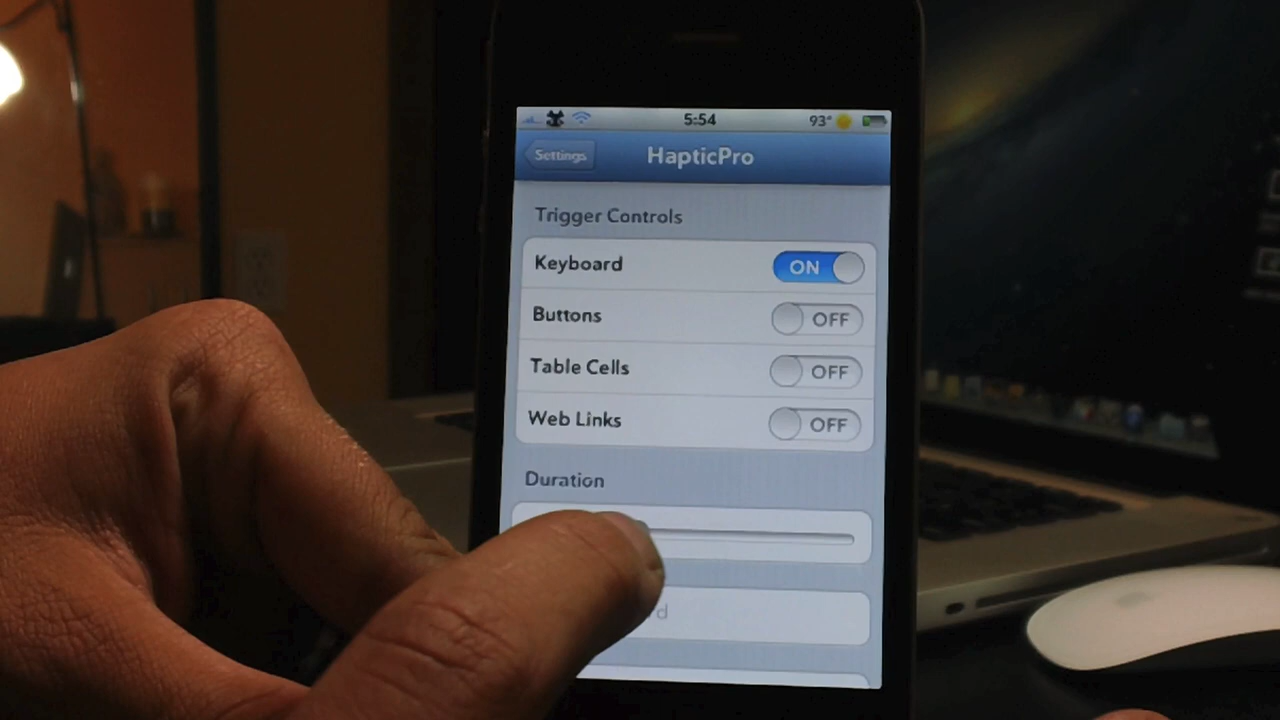 5:54
93°
Settings
HapticPro
Trigger Controls
Keyboard
ON
Buttons
OFF
Table Cells
OFF
Web Links
OFF
Duration